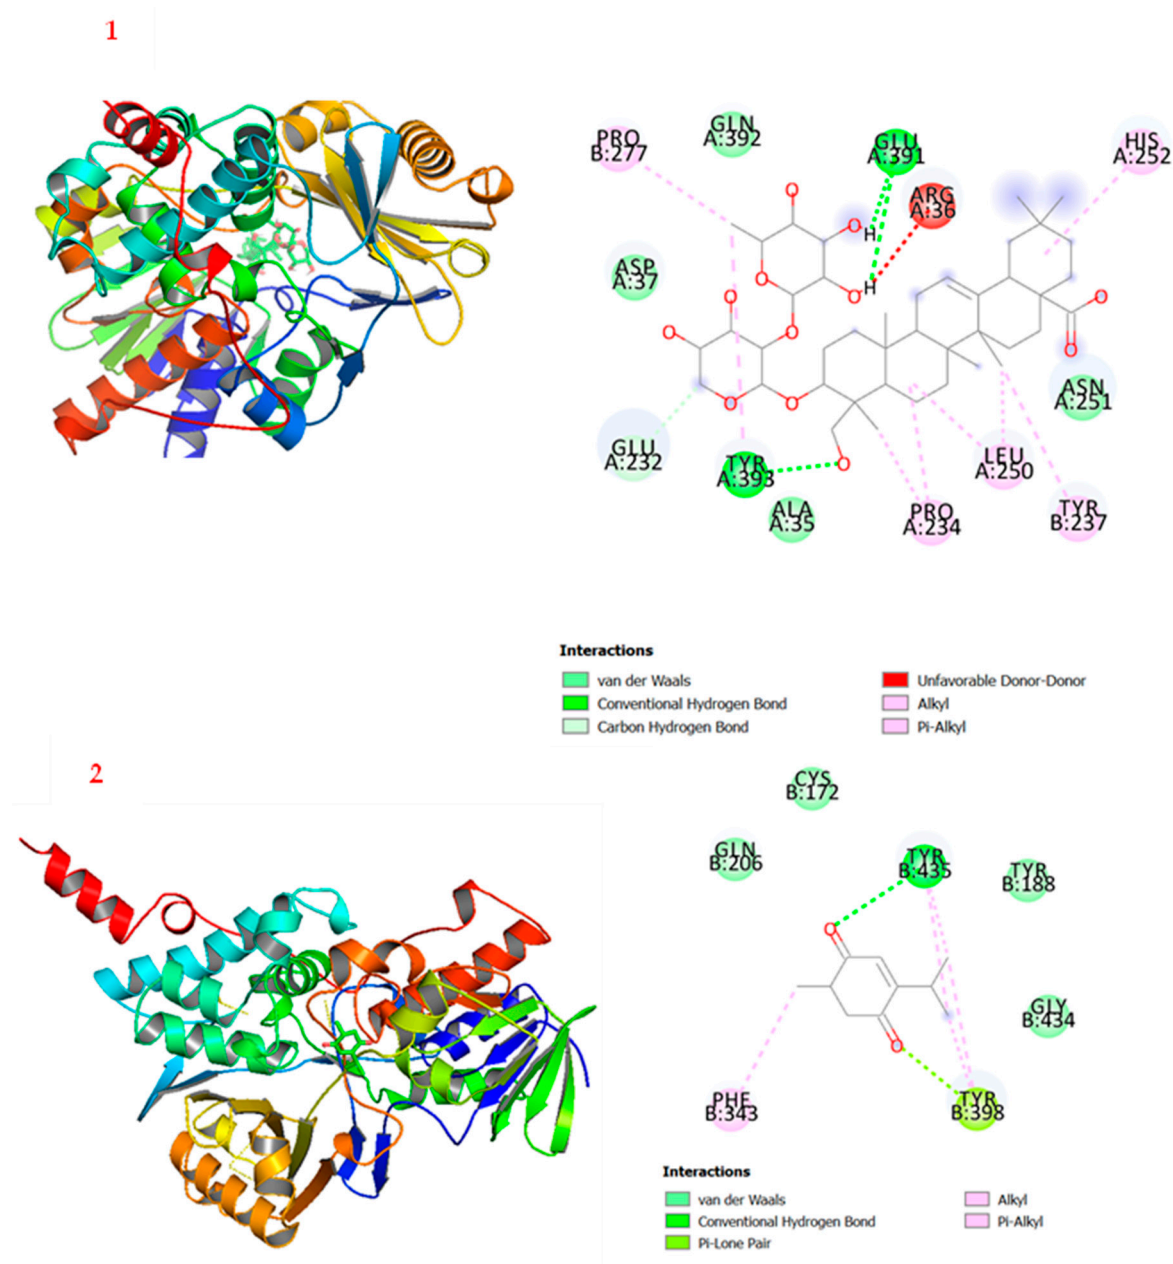 1
PRO
B:277
GLN
A:392
GLU
A:391
HIS
A:252
ARG
A:36
H
ASP
A:37
O
O
H
O
O
O
O
O
O
O
O
ASN
A:251
GLU
A:232
TYR
A:393
O
LEU
A:250
ALA
A:35
PRO
A:234
TYR
B:237
Interactions
van der Waals
Conventional Hydrogen Bond
Carbon Hydrogen Bond
Unfavorable Donor-Donor
Alkyl
Pi-Alkyl
2
CYS
B:172
GLN
B:206
TYR
B:435
TYR
B:188
O
GLY
B:434
O
PHE
B:343
TYR
B:398
Interactions
van der Waals
Conventional Hydrogen Bond
Pi-Lone Pair
Alkyl
Pi-Alkyl